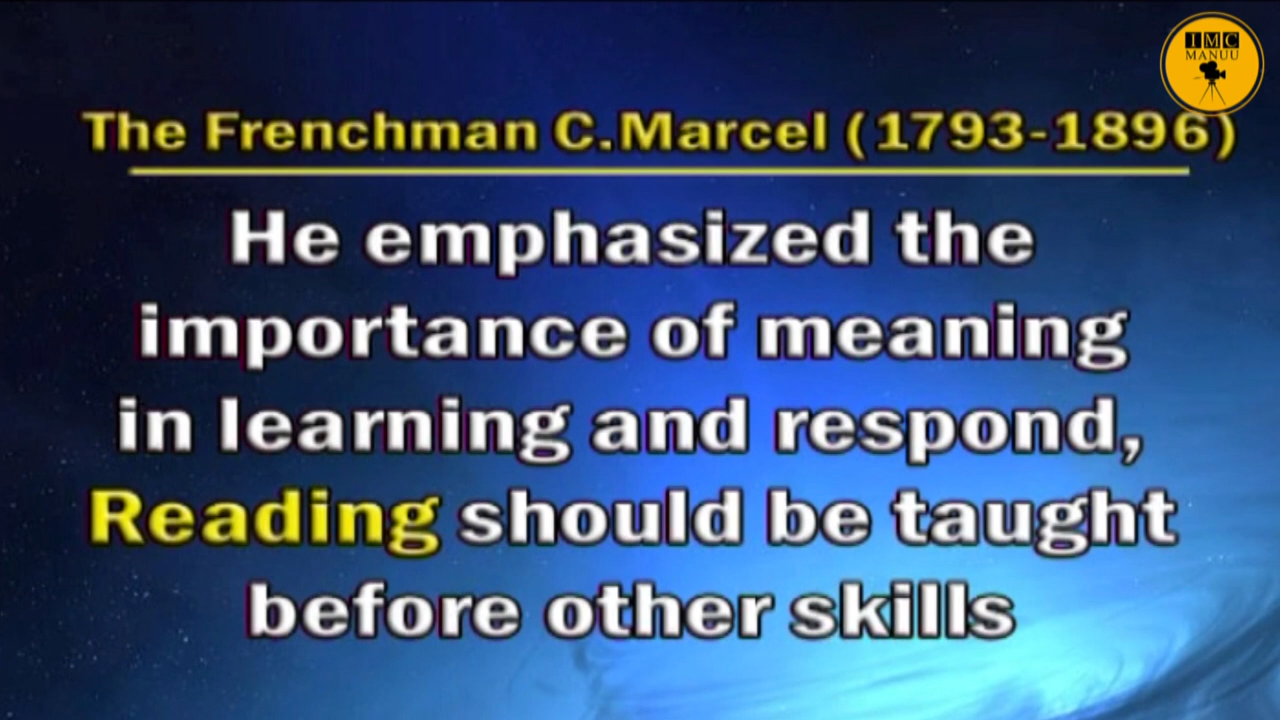 IMC
MANUU
The Frenchman C.Marcel (1793-1896)
He emphasized the
importance of meaning
in learning and respond,
Reading should be taught
before other skills